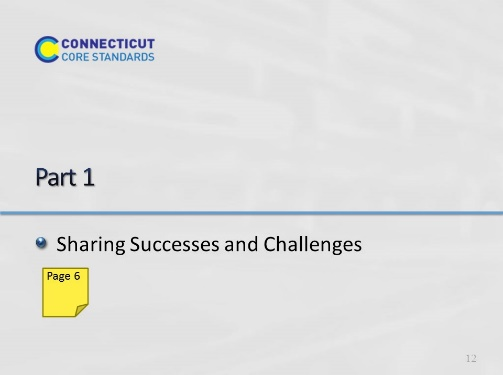 CONNECTICUT
CORE STANDARDS
Part 1
Sharing Successes and Challenges
Page 6
12